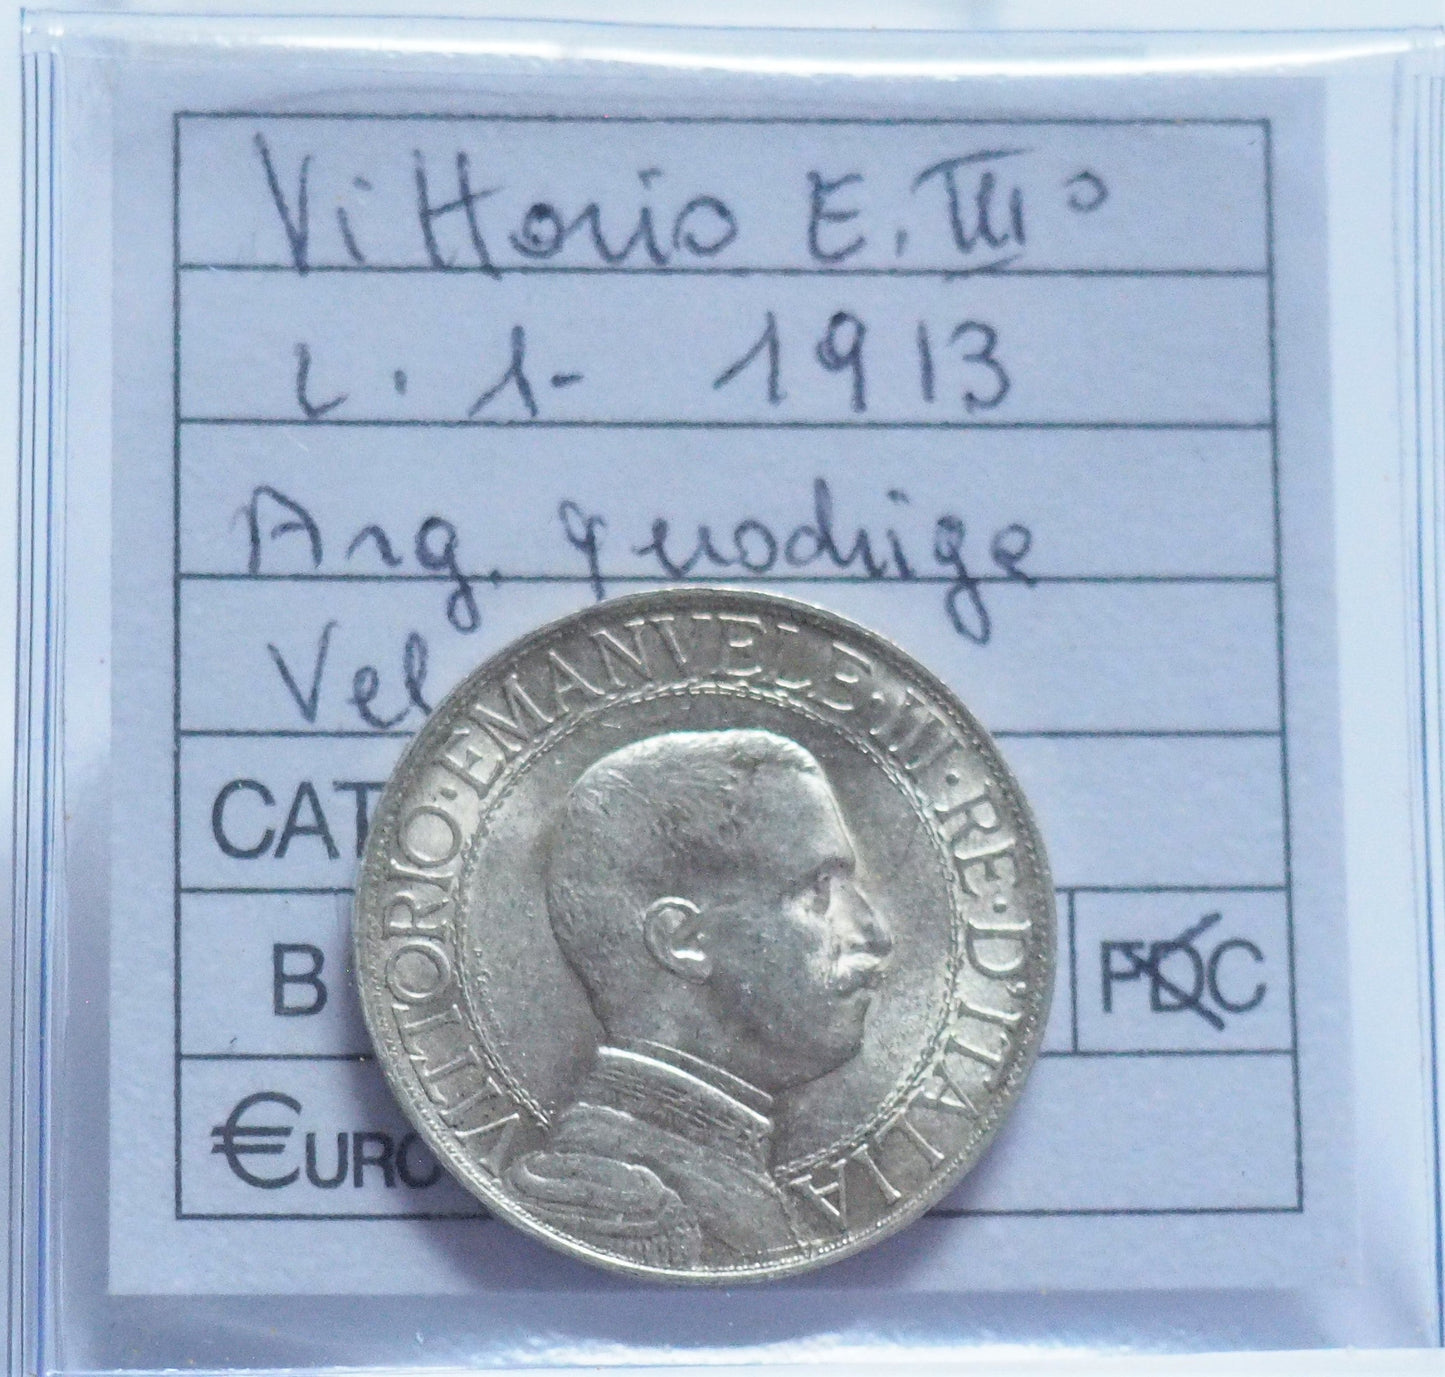 Vittorio E. III°
L. 1- 1913
Arg. quadriga
Vel
CAT
B FDC
€URO
VITTORIO · EMANVELE · III · RE · D'ITALIA